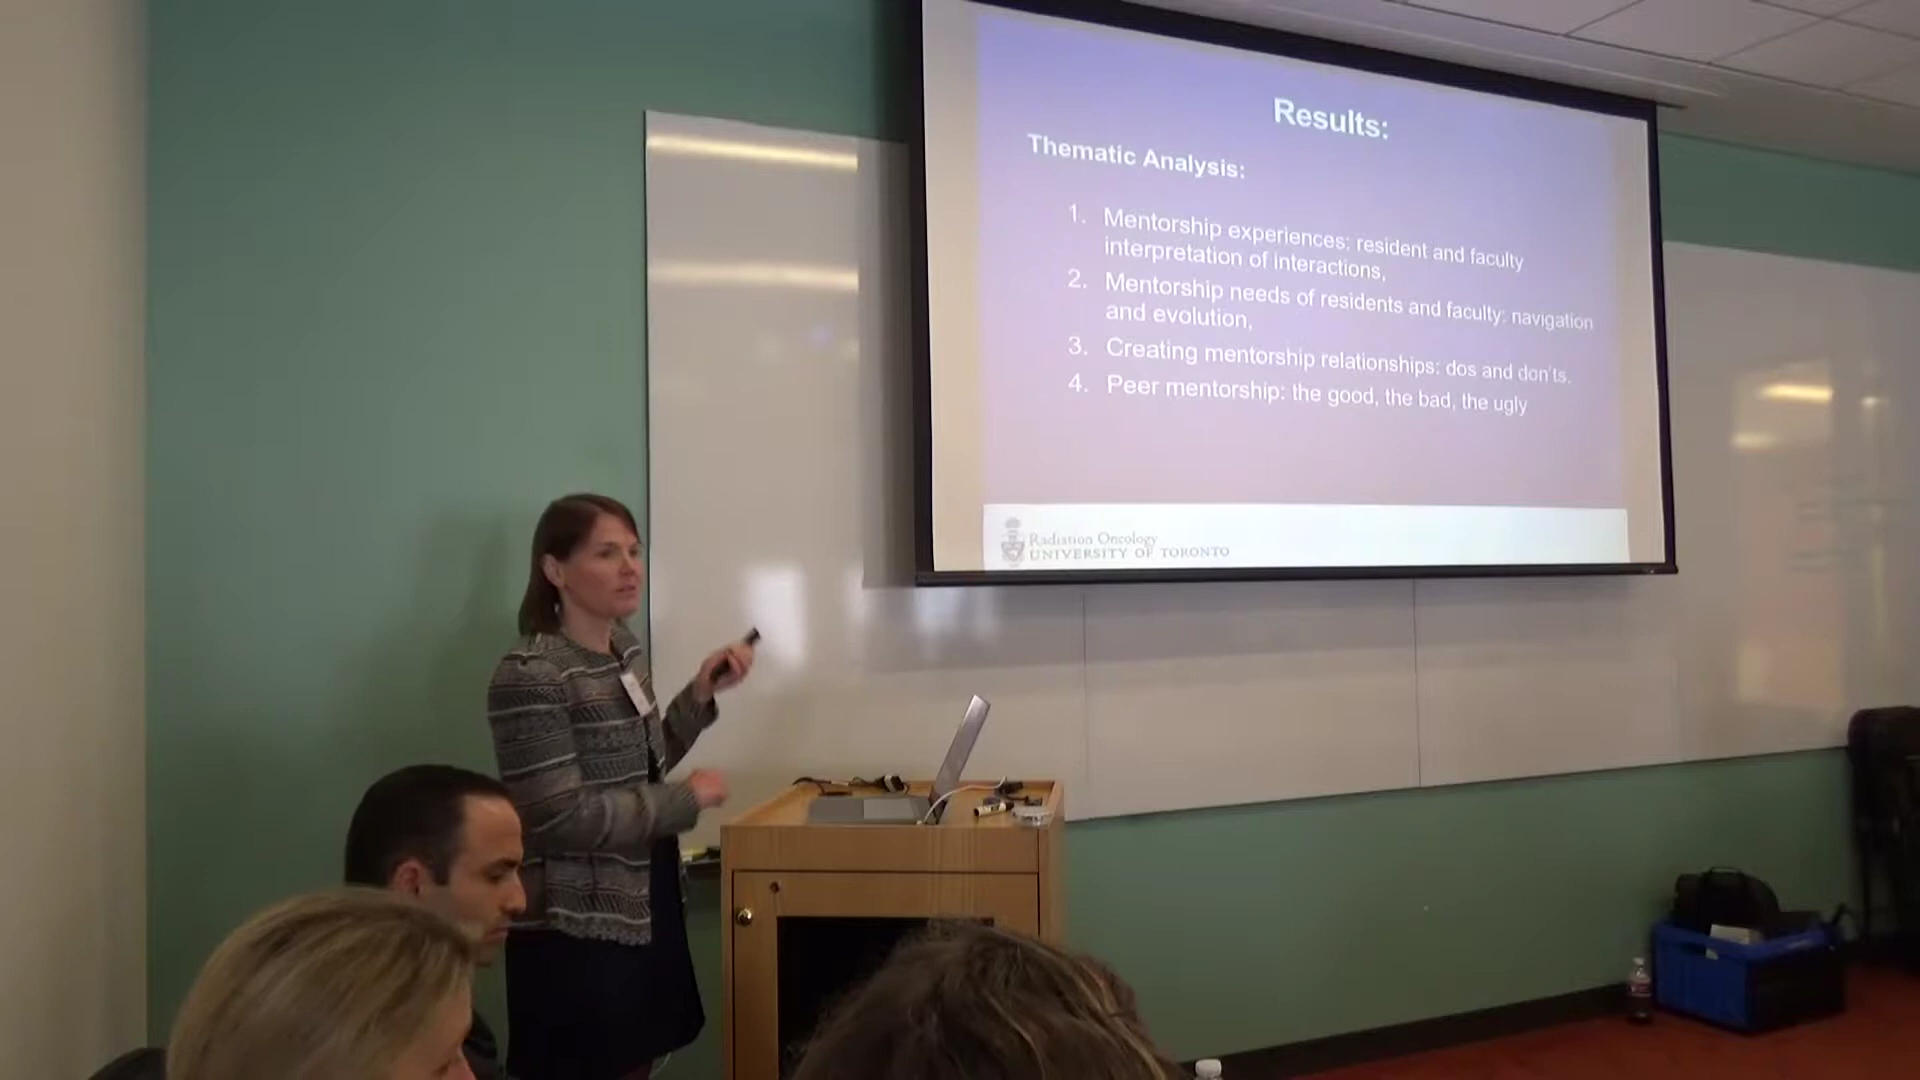 Results:
Thematic Analysis:
1. Mentorship experiences: resident and faculty
interpretation of interactions,
2. Mentorship needs of residents and faculty: navigation
and evolution,
3. Creating mentorship relationships: dos and don'ts,
4. Peer mentorship: the good, the bad, the ugly
Radiation Oncology
UNIVERSITY OF TORONTO